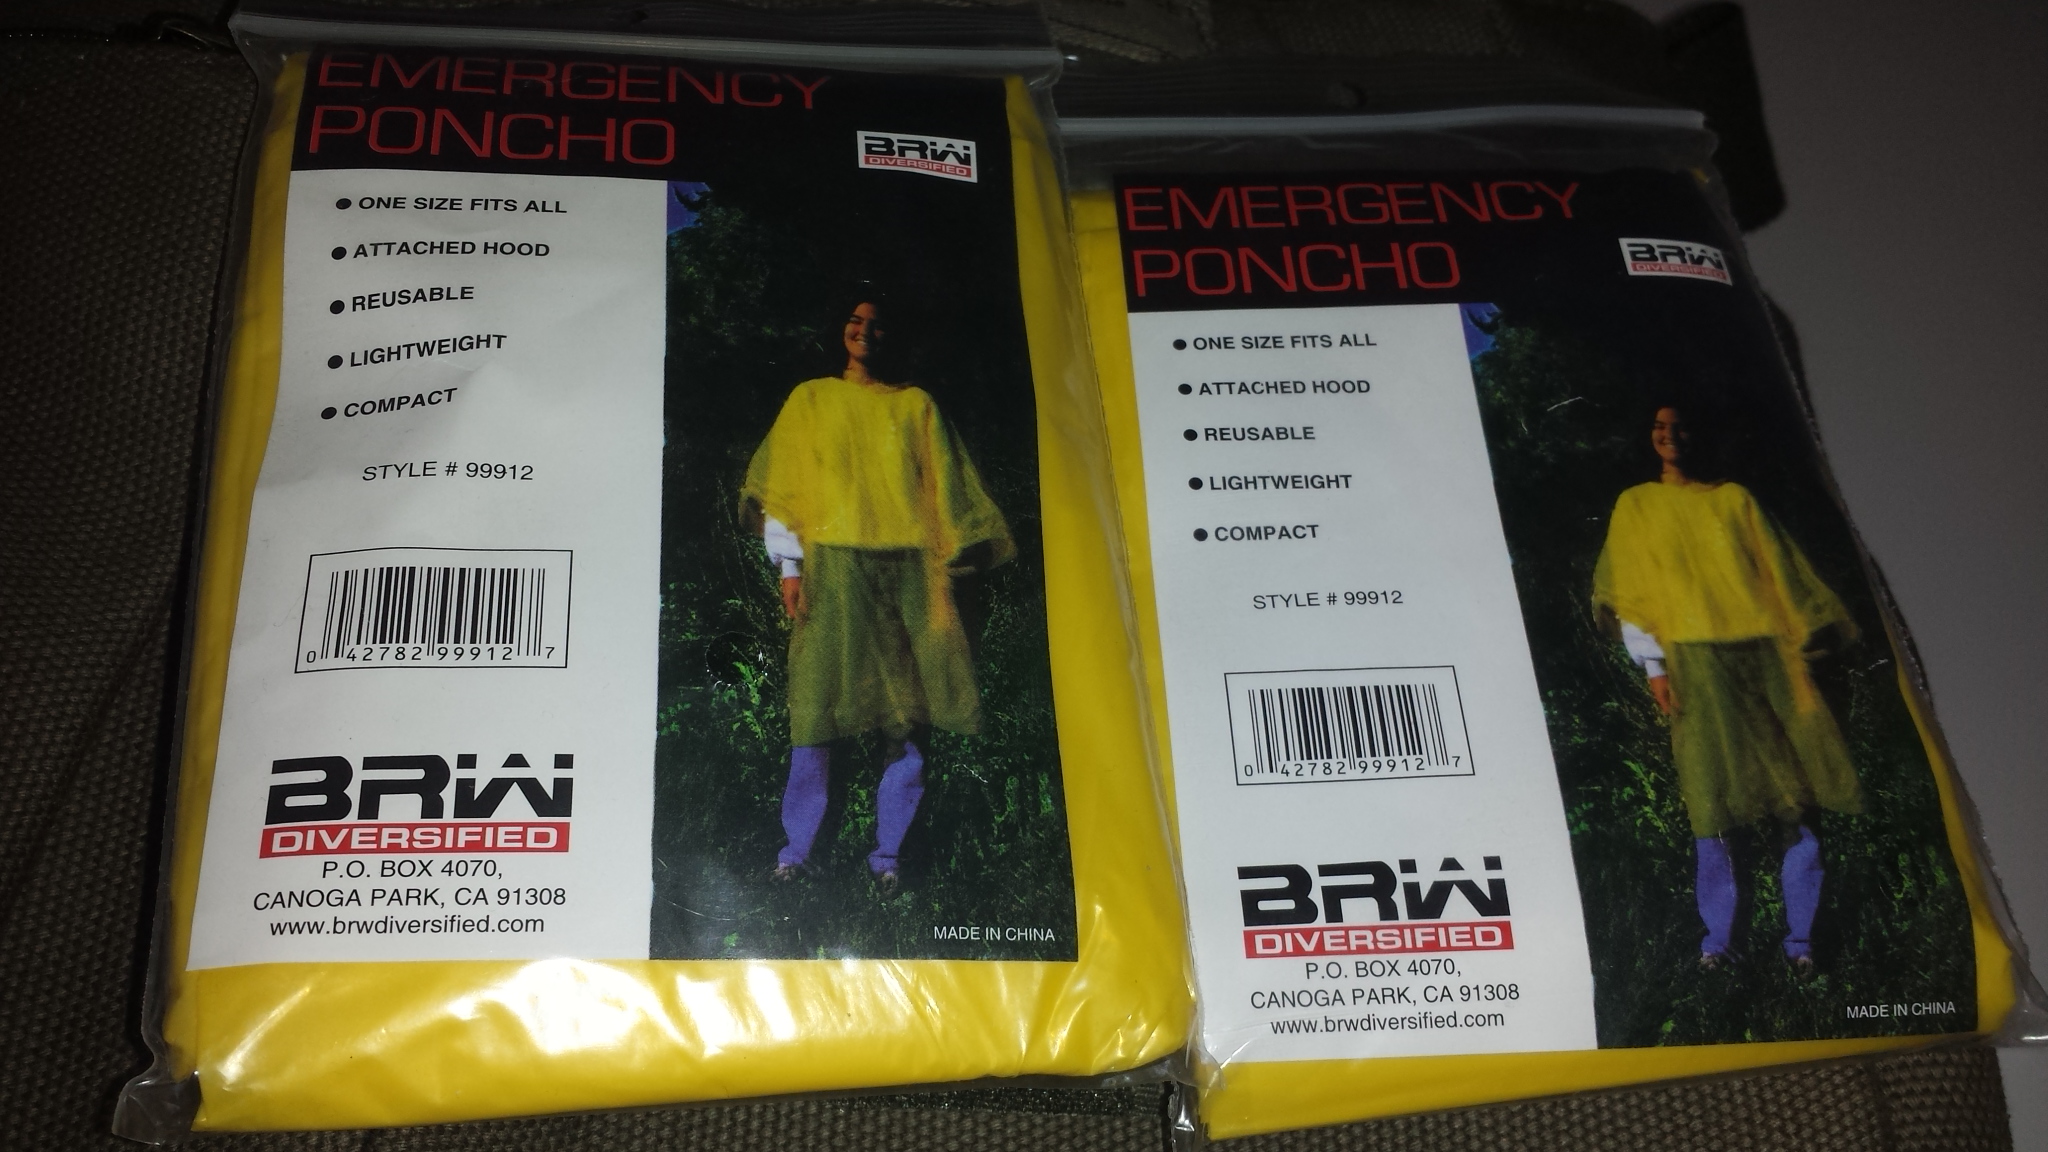 EMERGENCY
PONCHO
BRW
DIVERSIFIED
● ONE SIZE FITS ALL
● ATTACHED HOOD
● REUSABLE
● LIGHTWEIGHT
● COMPACT
STYLE # 99912
0 42782 99912 7
BRW
DIVERSIFIED
P.O. BOX 4070,
CANOGA PARK, CA 91308
www.brwdiversified.com
MADE IN CHINA
EMERGENCY
PONCHO
BRW
DIVERSIFIED
● ONE SIZE FITS ALL
● ATTACHED HOOD
● REUSABLE
● LIGHTWEIGHT
● COMPACT
STYLE # 99912
0 42782 99912 7
BRW
DIVERSIFIED
P.O. BOX 4070,
CANOGA PARK, CA 91308
www.brwdiversified.com
MADE IN CHINA